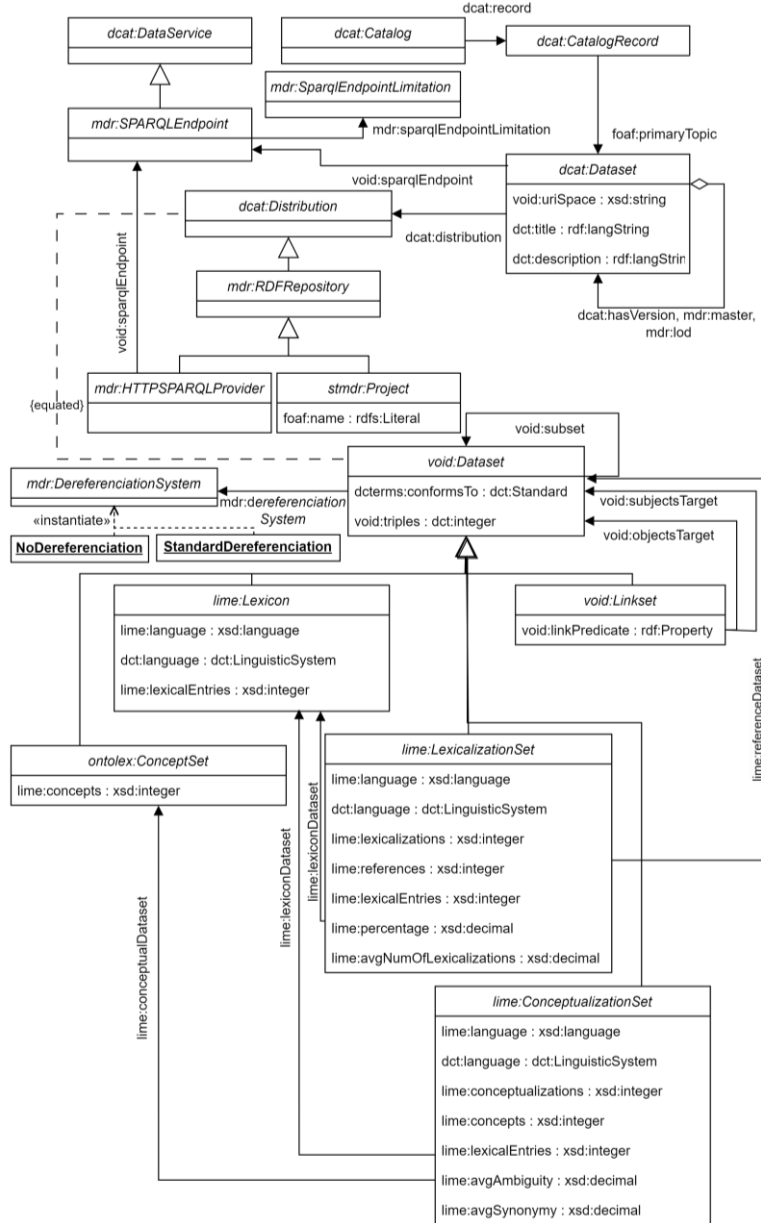 dcat:record
dcat:DataService
dcat:Catalog
dcat:CatalogRecord
mdr:SparqlEndpointLimitation
mdr:SPARQLEndpoint
mdr:sparqlEndpointLimitation
foaf:primaryTopic
void:sparqlEndpoint
dcat:Dataset
void:uriSpace : xsd:string
dct:title : rdf:langString
dct:description : rdf:langStrin
dcat:Distribution
dcat:distribution
void:sparqlEndpoint
mdr:RDFRepository
dcat:hasVersion, mdr:master,
mdr:lod
mdr:HTTPSPARQLProvider
stmdr:Project
foaf:name : rdfs:Literal
{equated}
void:subset
void:Dataset
dcterms:conformsTo : dct:Standard
void:triples : dct:integer
mdr:DereferenciationSystem
mdr:dereferenciation
System
void:subjectsTarget
void:objectsTarget
«instantiate»
NoDereferenciation
StandardDereferenciation
lime:Lexicon
lime:language : xsd:language
dct:language : dct:LinguisticSystem
lime:lexicalEntries : xsd:integer
void:Linkset
void:linkPredicate : rdf:Property
lime:referenceDataset
ontolex:ConceptSet
lime:concepts : xsd:integer
lime:LexicalizationSet
lime:language : xsd:language
dct:language : dct:LinguisticSystem
lime:lexicalizations : xsd:integer
lime:references : xsd:integer
lime:lexicalEntries : xsd:integer
lime:percentage : xsd:decimal
lime:avgNumOfLexicalizations : xsd:decimal
lime:lexiconDataset
lime:lexiconDataset
lime:conceptualDataset
lime:ConceptualizationSet
lime:language : xsd:language
dct:language : dct:LinguisticSystem
lime:conceptualizations : xsd:integer
lime:concepts : xsd:integer
lime:lexicalEntries : xsd:integer
lime:avgAmbiguity : xsd:decimal
lime:avgSynonymy : xsd:decimal